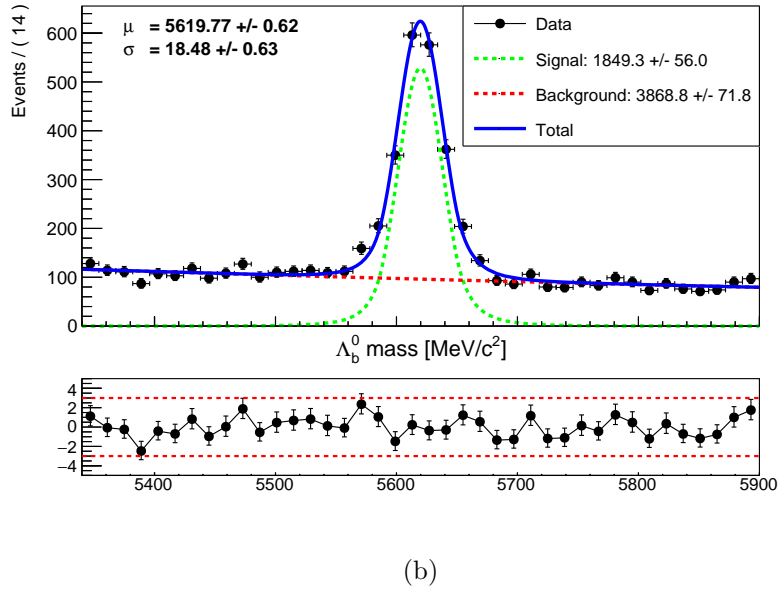 μ = 5619.77 +/- 0.62
σ = 18.48 +/- 0.63
Data
Signal: 1849.3 +/- 56.0
Background: 3868.8 +/- 71.8
Total
Events / ( 14 )
600
500
400
300
200
100
0
Λ_b^0 mass [MeV/c²]
4
2
0
−2
−4
5400 5500 5600 5700 5800 5900
(b)